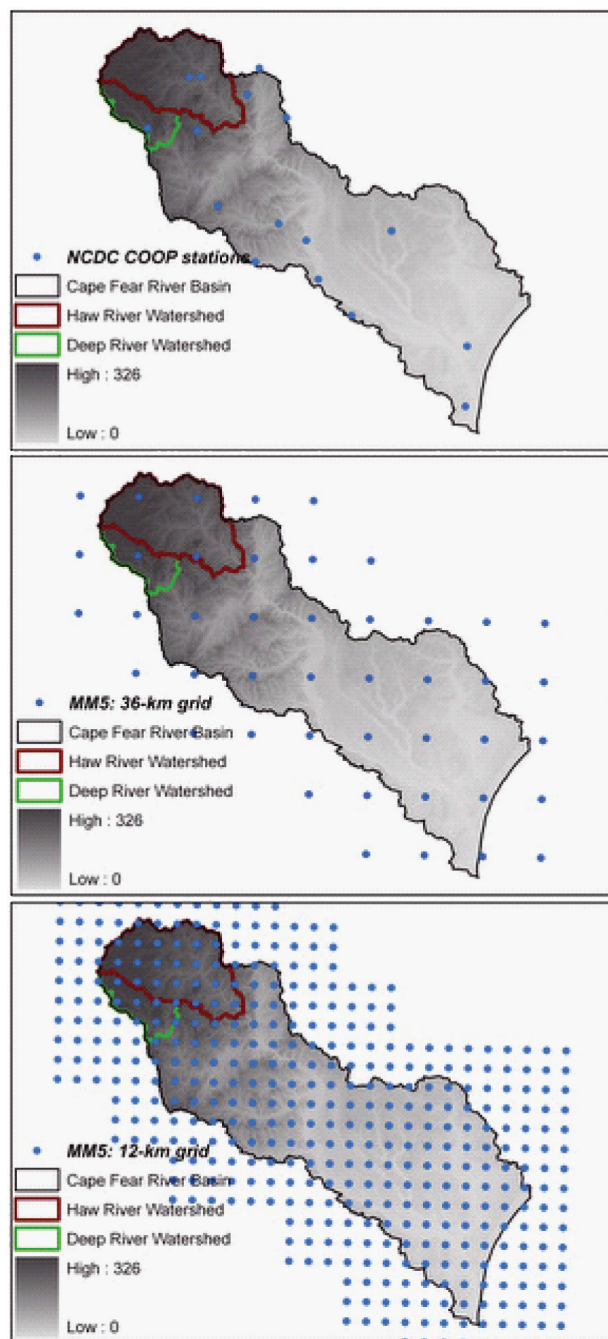 NCDC COOP stations
Cape Fear River Basin
Haw River Watershed
Deep River Watershed
High : 326
Low : 0
MM5: 36-km grid
Cape Fear River Basin
Haw River Watershed
Deep River Watershed
High : 326
Low : 0
MM5: 12-km grid
Cape Fear River Basin
Haw River Watershed
Deep River Watershed
High : 326
Low : 0